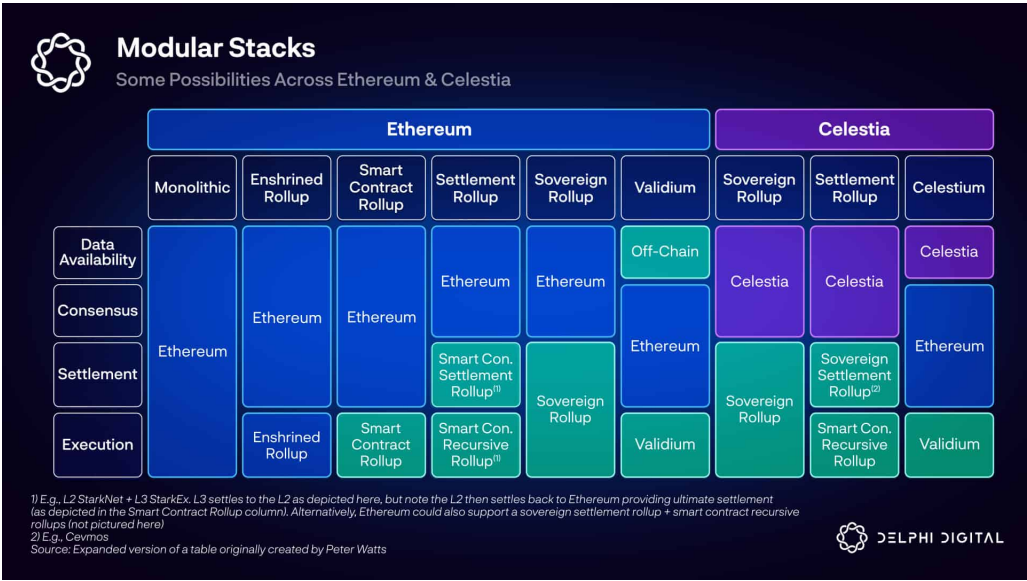 Modular Stacks
Some Possibilities Across Ethereum & Celestia
Ethereum
Celestia
Monolithic
Enshrined
Rollup
Smart
Contract
Rollup
Settlement
Rollup
Sovereign
Rollup
Validium
Sovereign
Rollup
Settlement
Rollup
Celestium
Data
Availability
Consensus
Settlement
Execution
Ethereum
Ethereum
Enshrined
Rollup
Ethereum
Smart
Contract
Rollup
Ethereum
Smart Con.
Settlement
Rollup(1)
Smart Con.
Recursive
Rollup(1)
Ethereum
Sovereign
Rollup
Off-Chain
Ethereum
Validium
Celestia
Sovereign
Rollup
Celestia
Sovereign
Settlement
Rollup(2)
Smart Con.
Recursive
Rollup
Celestia
Ethereum
Validium
1) E.g., L2 StarkNet + L3 StarkEx. L3 settles to the L2 as depicted here, but note the L2 then settles back to Ethereum providing ultimate settlement
(as depicted in the Smart Contract Rollup column). Alternatively, Ethereum could also support a sovereign settlement rollup + smart contract recursive
rollups (not pictured here)
2) E.g., Cevmos
Source: Expanded version of a table originally created by Peter Watts
DELPHI DIGITAL